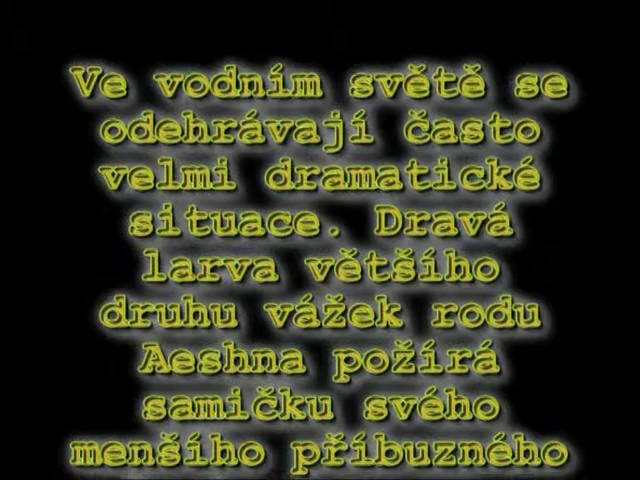 Ve vodním světě se
odehrávají často
velmi dramatické
situace. Dravá
larva většího
druhu vážek rodu
Aeshna požírá
samičku svého
menšího příbuzného